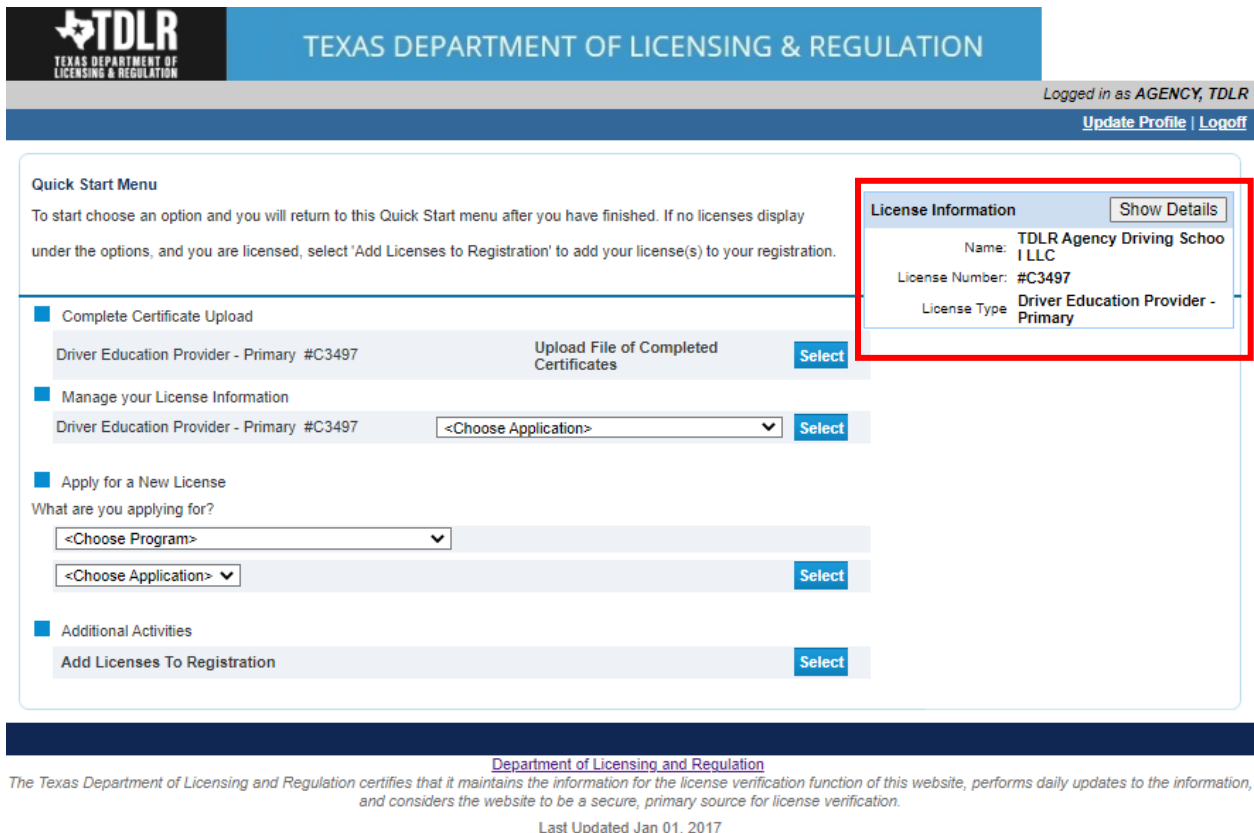 TDLR
TEXAS DEPARTMENT OF
LICENSING & REGULATION
TEXAS DEPARTMENT OF LICENSING & REGULATION
Logged in as AGENCY, TDLR
Update Profile | Logoff
Quick Start Menu
To start choose an option and you will return to this Quick Start menu after you have finished. If no licenses display
under the options, and you are licensed, select 'Add Licenses to Registration' to add your license(s) to your registration.
License Information Show Details
Name: TDLR Agency Driving Schoo
l LLC
License Number: #C3497
License Type Driver Education Provider -
Primary
Complete Certificate Upload
Driver Education Provider - Primary #C3497 Upload File of Completed
Certificates Select
Manage your License Information
Driver Education Provider - Primary #C3497 <Choose Application> Select
Apply for a New License
What are you applying for?
<Choose Program>
<Choose Application> Select
Additional Activities
Add Licenses To Registration Select
Department of Licensing and Regulation
The Texas Department of Licensing and Regulation certifies that it maintains the information for the license verification function of this website, performs daily updates to the information,
and considers the website to be a secure, primary source for license verification.
Last Updated Jan 01, 2017